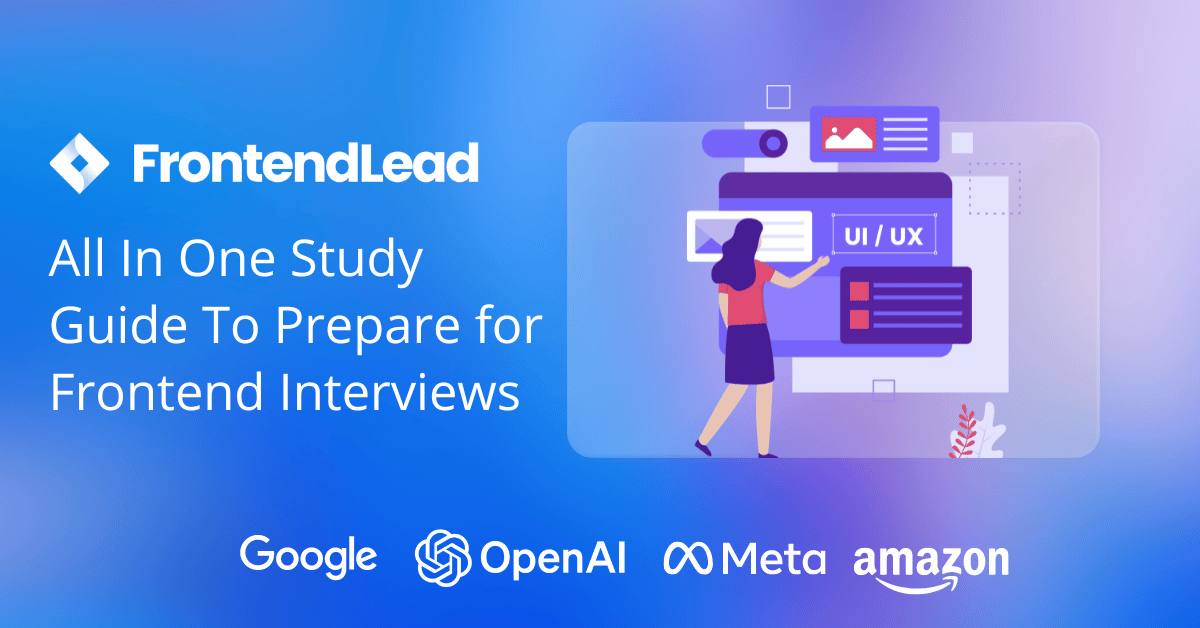 FrontendLead
All In One Study
Guide To Prepare for
Frontend Interviews
UI / UX
Google
OpenAI
Meta
amazon